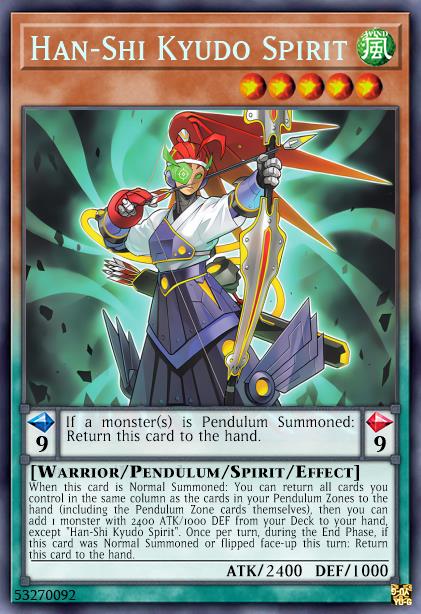 Han-Shi Kyudo Spirit
WIND
風
If a monster(s) is Pendulum Summoned:
Return this card to the hand.
9
9
[Warrior/Pendulum/Spirit/Effect]
When this card is Normal Summoned: You can return all cards you
control in the same column as the cards in your Pendulum Zones to the
hand (including the Pendulum Zone cards themselves), then you can
add 1 monster with 2400 ATK/1000 DEF from your Deck to your hand,
except "Han-Shi Kyudo Spirit". Once per turn, during the End Phase, if
this card was Normal Summoned or flipped face-up this turn: Return
this card to the hand.
ATK/2400 DEF/1000
53270092